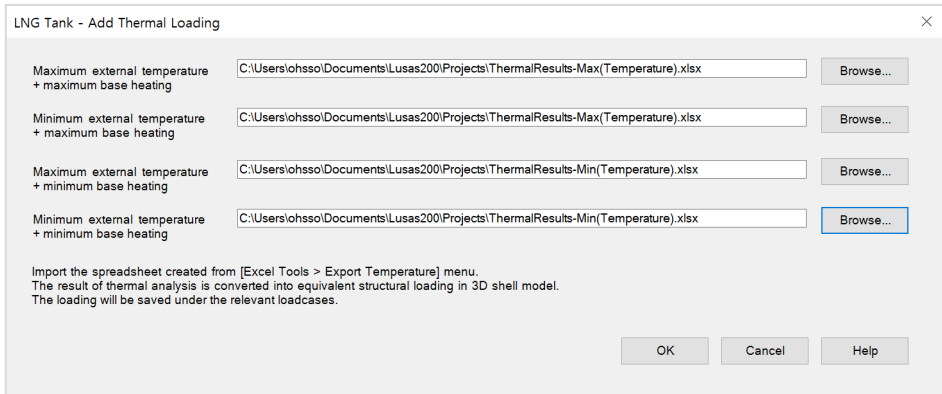 LNG Tank - Add Thermal Loading
Maximum external temperature
+ maximum base heating
C:\Users\ohsso\Documents\Lusas200\Projects\ThermalResults-Max(Temperature).xlsx
Browse...
Minimum external temperature
+ maximum base heating
C:\Users\ohsso\Documents\Lusas200\Projects\ThermalResults-Max(Temperature).xlsx
Browse...
Maximum external temperature
+ minimum base heating
C:\Users\ohsso\Documents\Lusas200\Projects\ThermalResults-Min(Temperature).xlsx
Browse...
Minimum external temperature
+ minimum base heating
C:\Users\ohsso\Documents\Lusas200\Projects\ThermalResults-Min(Temperature).xlsx
Browse...
Import the spreadsheet created from [Excel Tools > Export Temperature] menu.
The result of thermal analysis is converted into equivalent structural loading in 3D shell model.
The loading will be saved under the relevant loadcases.
OK
Cancel
Help